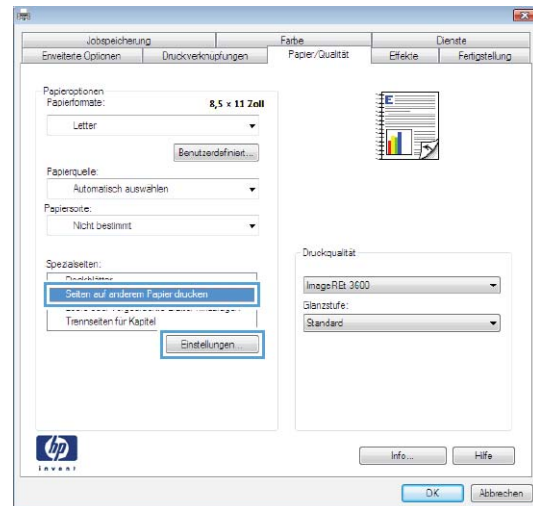 Jobspeicherung Farbe Dienste
Erweiterte Optionen Druckverknüpfungen Papier/Qualität Effekte Fertigstellung
Papieroptionen
Papierformate: 8,5 × 11 Zoll
Letter
Benutzerdefiniert...
Papierquelle:
Automatisch auswählen
Papiersorte:
Nicht bestimmt
Spezialseiten:
Deckblätter
Seiten auf anderem Papier drucken
Trennseiten für Kapitel
Einstellungen...
Druckqualität
ImageREt 3600
Glanzstufe:
Standard
hp
invent
Info... Hilfe
OK Abbrechen